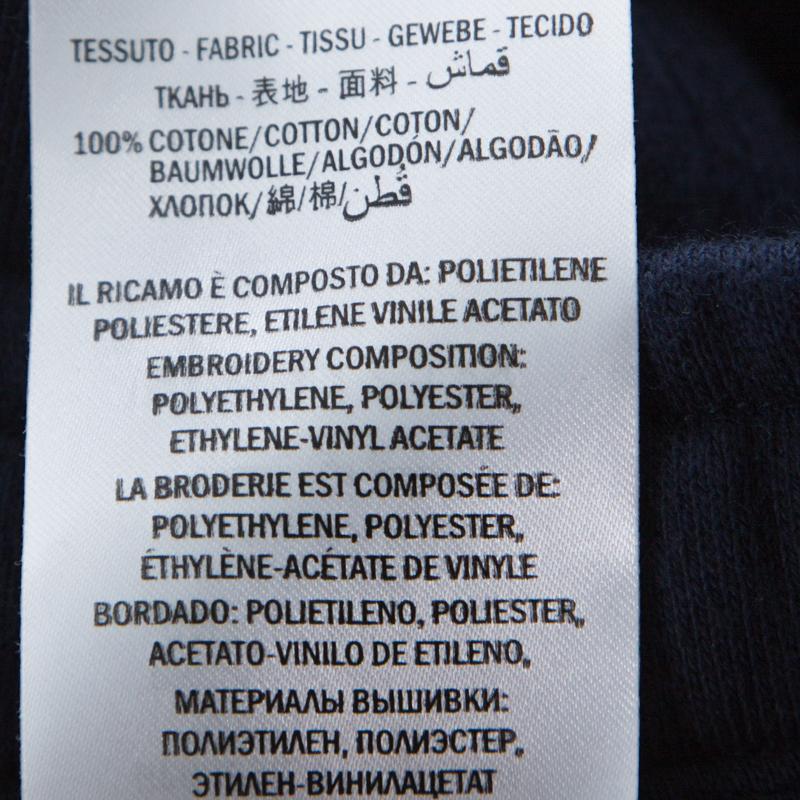 TESSUTO - FABRIC - TISSU - GEWEBE - TECIDO
ТКАНЬ - 表地 - 面料 - قماش
100% COTONE/COTTON/COTON/
BAUMWOLLE/ALGODÓN/ALGODÃO/
ХЛОПОК/綿/棉/قُطن
IL RICAMO È COMPOSTO DA: POLIETILENE
POLIESTERE, ETILENE VINILE ACETATO
EMBROIDERY COMPOSITION:
POLYETHYLENE, POLYESTER,
ETHYLENE-VINYL ACETATE
LA BRODERIE EST COMPOSÉE DE:
POLYETHYLENE, POLYESTER,
ÉTHYLÈNE-ACÉTATE DE VINYLE
BORDADO: POLIETILENO, POLIESTER,
ACETATO-VINILO DE ETILENO,
МАТЕРИАЛЫ ВЫШИВКИ:
ПОЛИЭТИЛЕН, ПОЛИЭСТЕР,
ЭТИЛЕН-ВИНИЛАЦЕТАТ